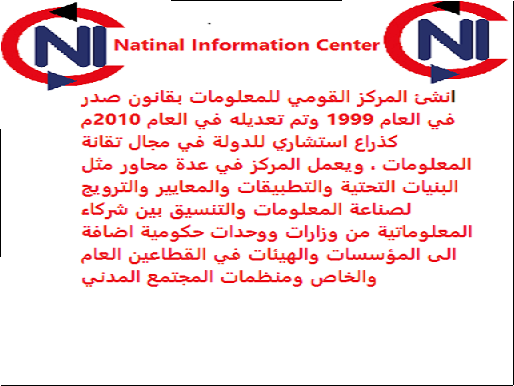 NI
NI
Natinal Information Center
انشئ المركز القومي للمعلومات بقانون صدر
في العام 1999 وتم تعديله في العام 2010م
كذراع استشاري للدولة في مجال تقانة
المعلومات ، ويعمل المركز في عدة محاور مثل
البنيات التحتية والتطبيقات والمعايير والترويج
لصناعة المعلومات والتنسيق بين شركاء
المعلوماتية من وزارات ووحدات حكومية اضافة
الى المؤسسات والهيئات في القطاعين العام
والخاص ومنظمات المجتمع المدني